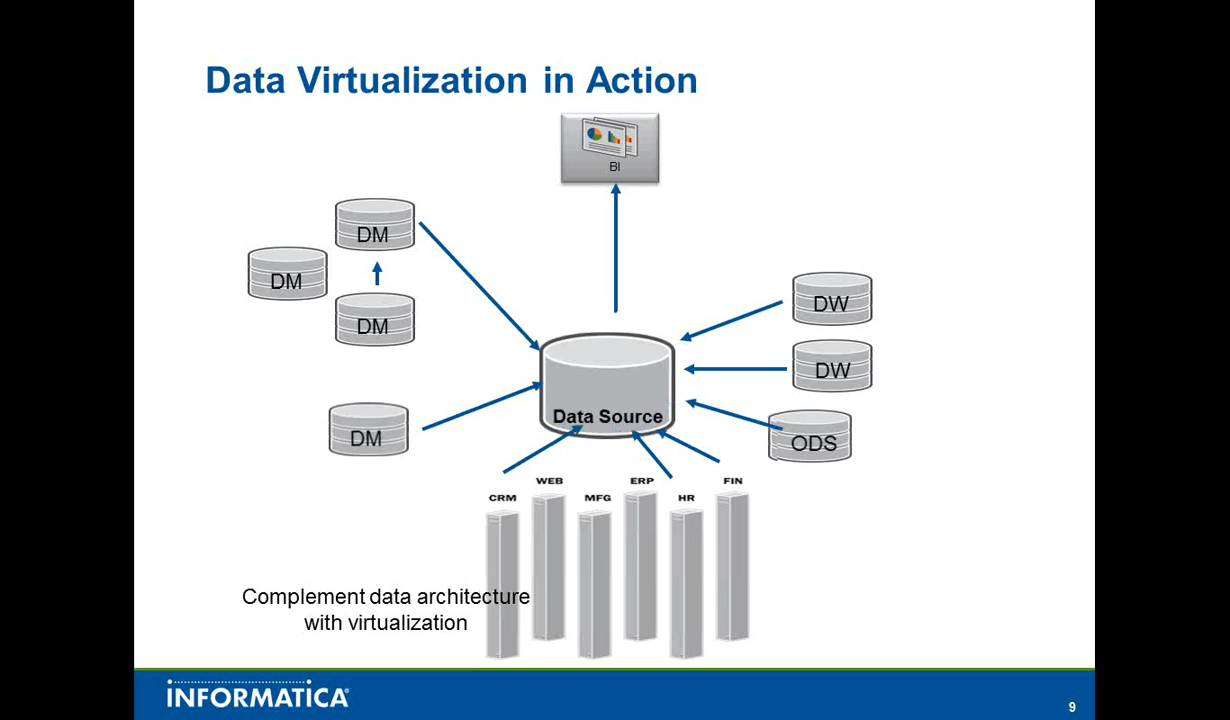 Data Virtualization in Action
BI
DM
DM
DM
DM
DW
DW
ODS
Data Source
WEB
ERP
FIN
CRM
MFG
HR
Complement data architecture
with virtualization
INFORMATICA®
9